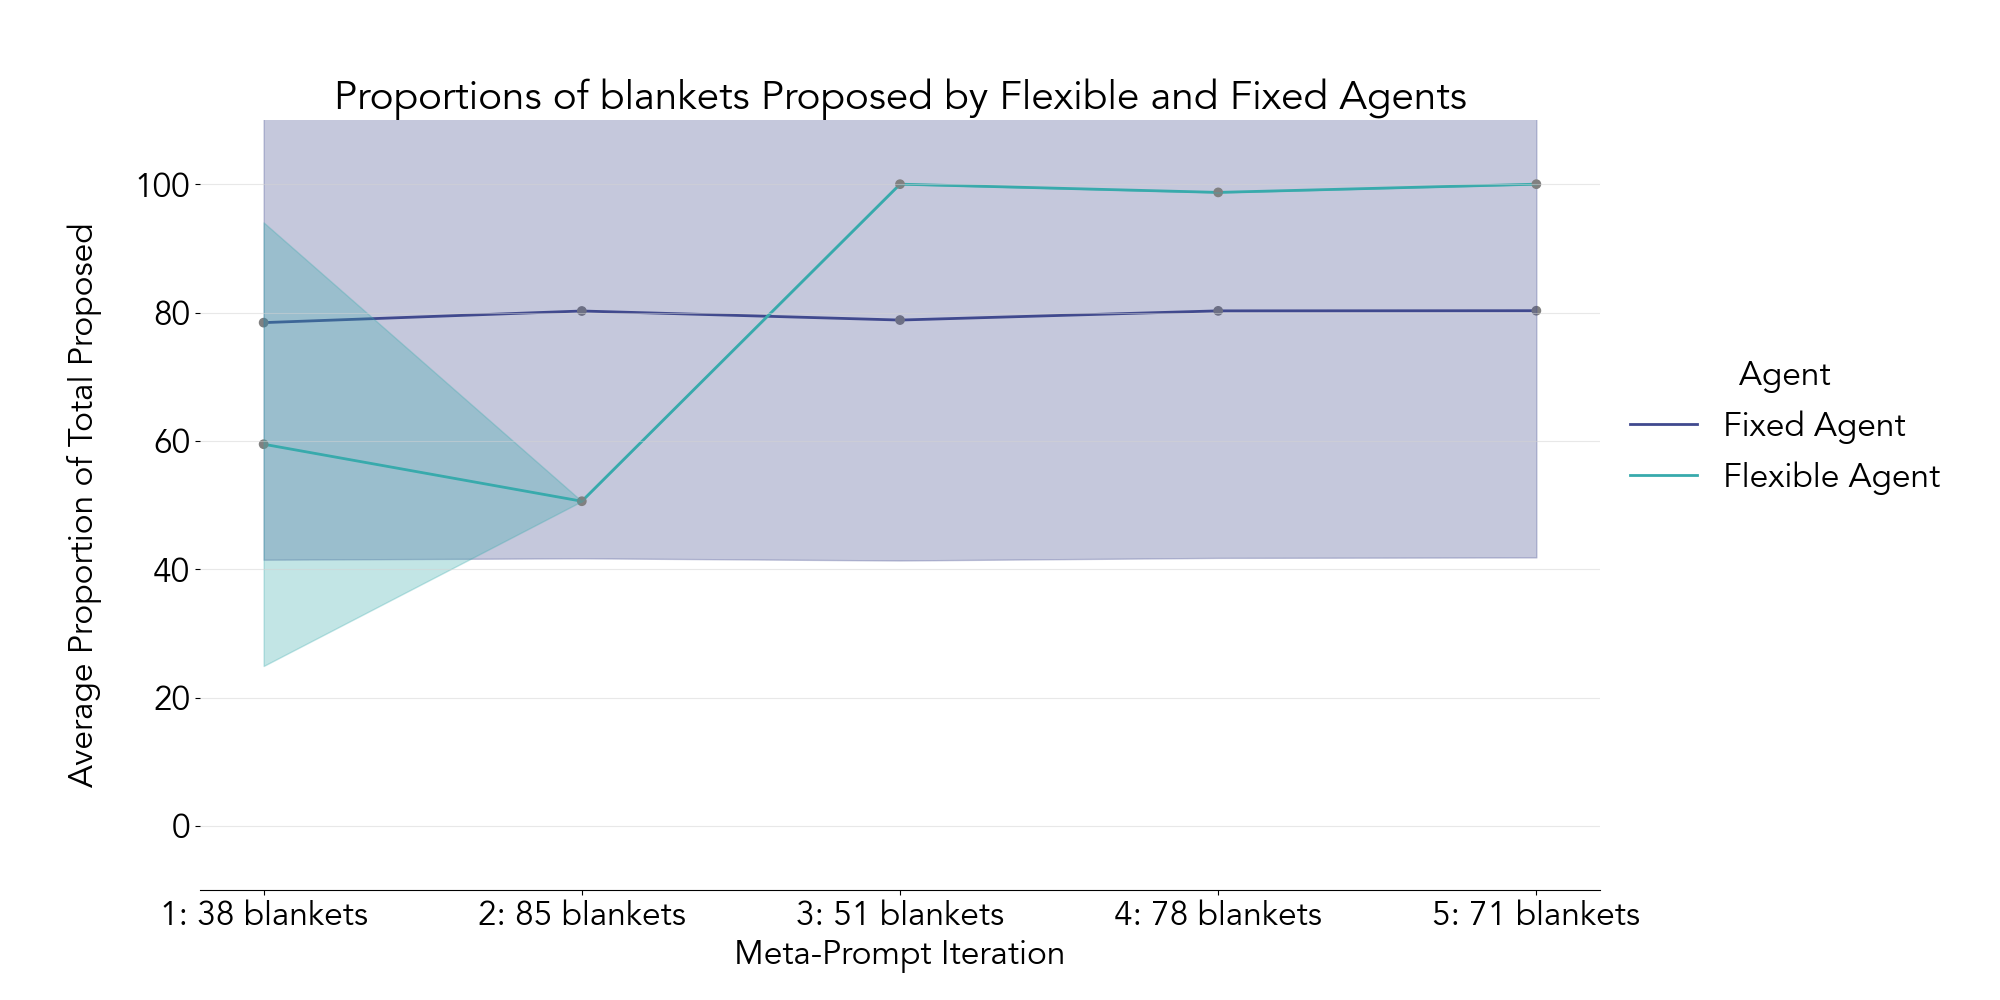 Proportions of blankets Proposed by Flexible and Fixed Agents
Average Proportion of Total Proposed
100
80
60
40
20
0
1: 38 blankets
2: 85 blankets
3: 51 blankets
4: 78 blankets
5: 71 blankets
Meta-Prompt Iteration
Agent
Fixed Agent
Flexible Agent